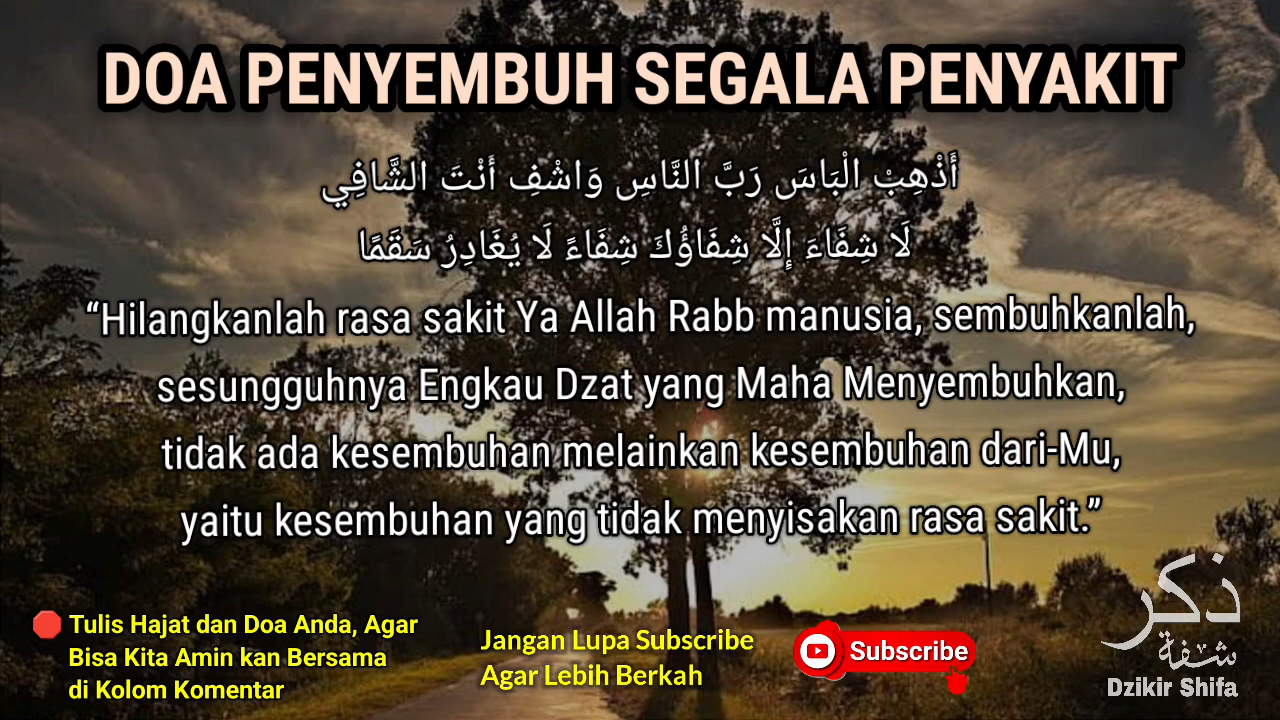 DOA PENYEMBUH SEGALA PENYAKIT
أَذْهِبْ الْبَاسَ رَبَّ النَّاسِ وَاشْفِ أَنْتَ الشَّافِي
لَا شِفَاءَ إِلَّا شِفَاؤُكَ شِفَاءً لَا يُغَادِرُ سَقَمًا
“Hilangkanlah rasa sakit Ya Allah Rabb manusia, sembuhkanlah,
sesungguhnya Engkau Dzat yang Maha Menyembuhkan,
tidak ada kesembuhan melainkan kesembuhan dari-Mu,
yaitu kesembuhan yang tidak menyisakan rasa sakit.”
Tulis Hajat dan Doa Anda, Agar
Bisa Kita Amin kan Bersama
di Kolom Komentar
Jangan Lupa Subscribe
Agar Lebih Berkah
Subscribe
ذكر
شفة
Dzikir Shifa